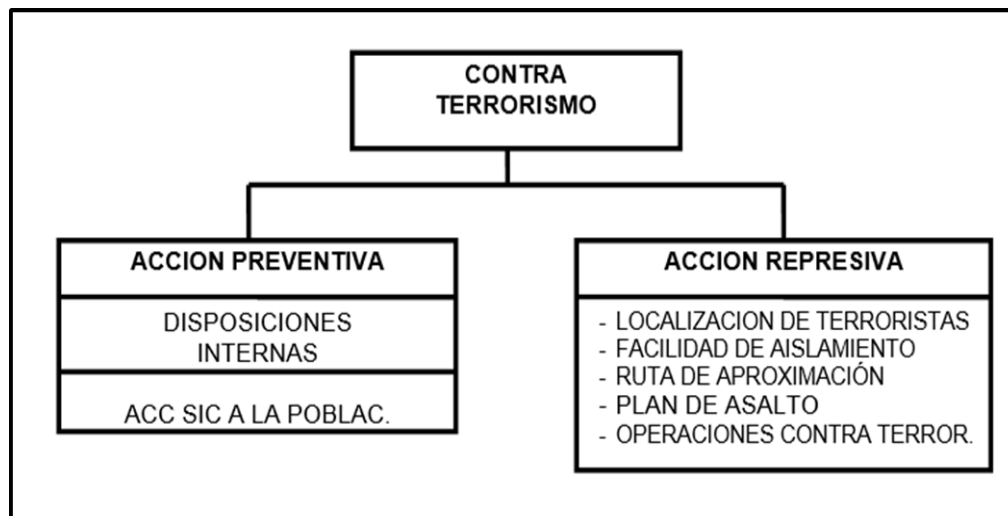 CONTRA
TERRORISMO
ACCION PREVENTIVA
DISPOSICIONES
INTERNAS
ACC SIC A LA POBLAC.
ACCION REPRESIVA
- LOCALIZACION DE TERRORISTAS
- FACILIDAD DE AISLAMIENTO
- RUTA DE APROXIMACIÓN
- PLAN DE ASALTO
- OPERACIONES CONTRA TERROR.